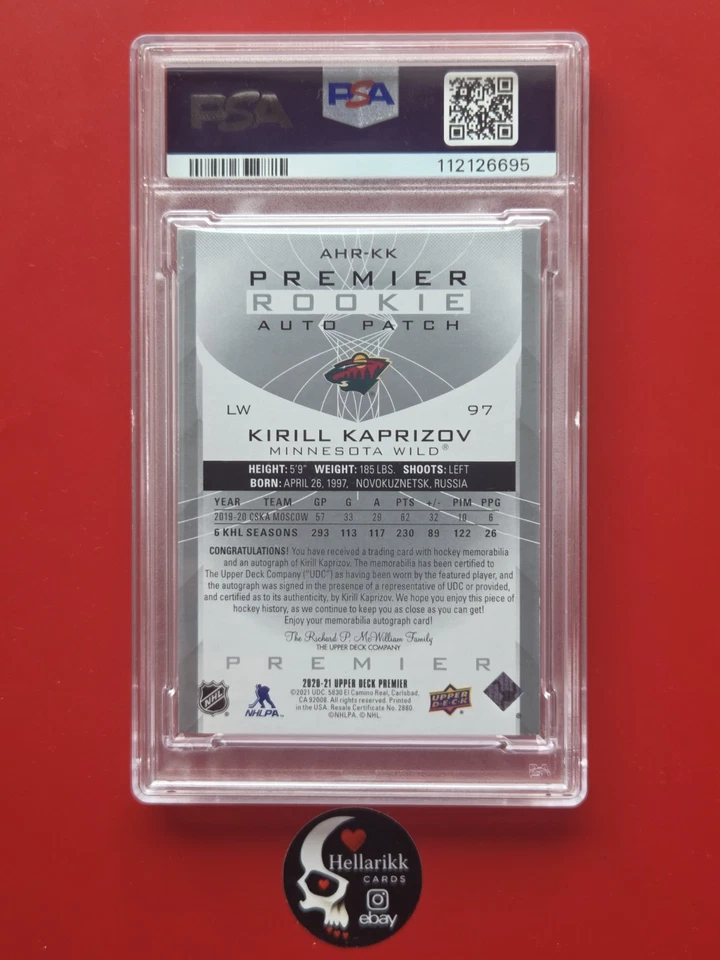 PSA PSA
112126695
AHR-KK
PREMIER
ROOKIE
AUTO PATCH
LW 97
KIRILL KAPRIZOV
MINNESOTA WILD®
HEIGHT: 5'9" WEIGHT: 185 LBS. SHOOTS: LEFT
BORN: APRIL 26, 1997, NOVOKUZNETSK, RUSSIA
YEAR TEAM GP G A PTS +/- PIM PPG
2019-20 CSKA MOSCOW 57 33 29 62 32 10 6
6 KHL SEASONS 293 113 117 230 89 122 26
CONGRATULATIONS! You have received a trading card with hockey memorabilia
and an autograph of Kirill Kaprizov. The memorabilia has been certified to
The Upper Deck Company ("UDC") as having been worn by the featured player, and
the autograph was signed in the presence of a representative of UDC or provided,
and certified as to its authenticity, by Kirill Kaprizov. We hope you enjoy this piece of
hockey history, as we continue to keep you as close as you can get!
Enjoy your memorabilia autograph card!
The Richard P. McWilliam Family
THE UPPER DECK COMPANY
PREMIER
2020-21 UPPER DECK PREMIER
©2021 UDC, 5830 El Camino Real, Carlsbad,
CA 92008. All rights reserved. Printed
in the USA. Resale Certificate No. 2880.
©NHLPA. © NHL.
NHL
NHLPA
UPPER
DECK
PSA
Hellarikk
CARDS
ebay